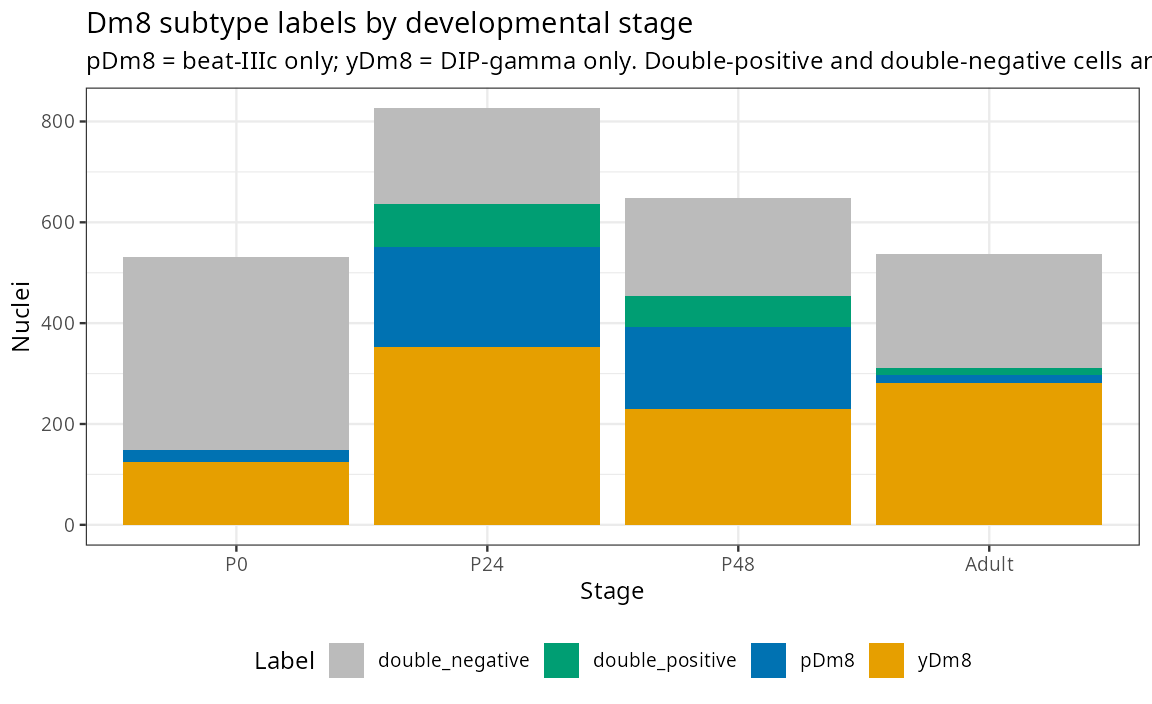 Dm8 subtype labels by developmental stage
pDm8 = beat-IIIc only; yDm8 = DIP-gamma only. Double-positive and double-negative cells ar
800
600
400
200
0
Nuclei
P0 P24 P48 Adult
Stage
Label double_negative double_positive pDm8 yDm8